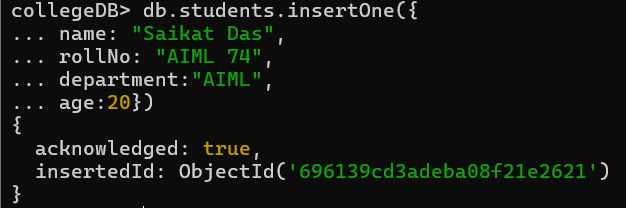 collegeDB> db.students.insertOne({
... name: "Saikat Das",
... rollNo: "AIML 74",
... department:"AIML",
... age:20})
{
  acknowledged: true,
  insertedId: ObjectId('696139cd3adeba08f21e2621')
}